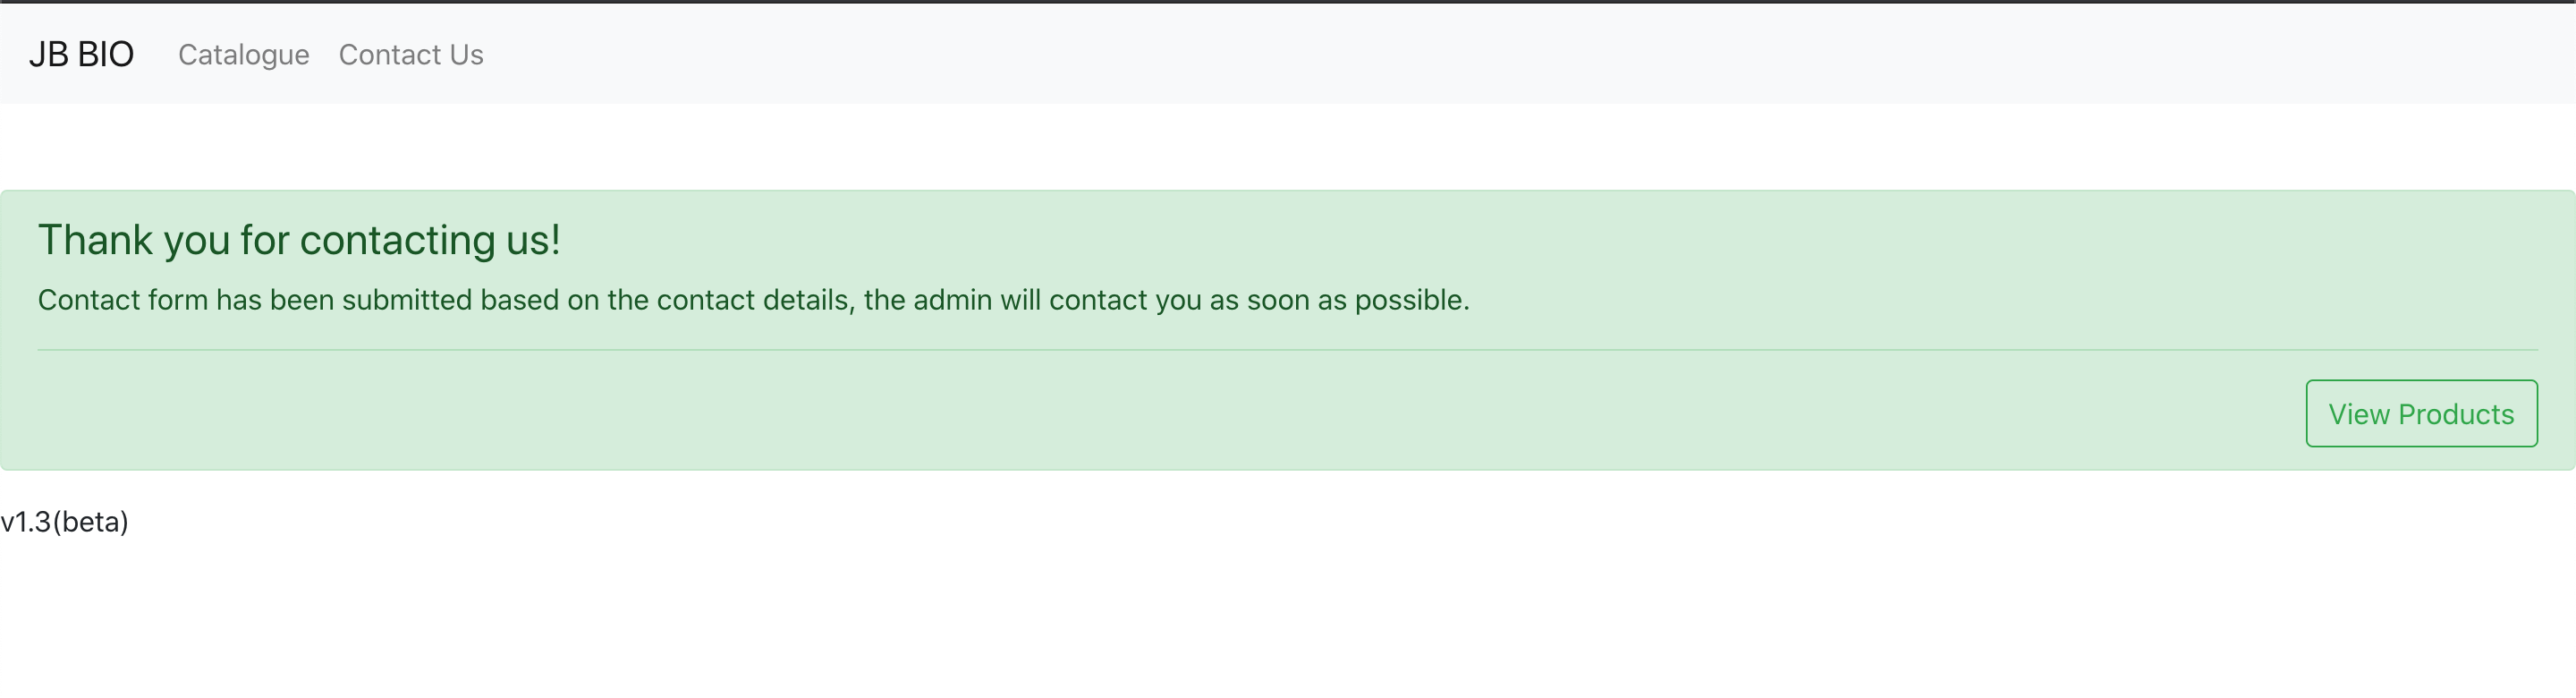 JB BIO Catalogue Contact Us
Thank you for contacting us!
Contact form has been submitted based on the contact details, the admin will contact you as soon as possible.
View Products
v1.3(beta)